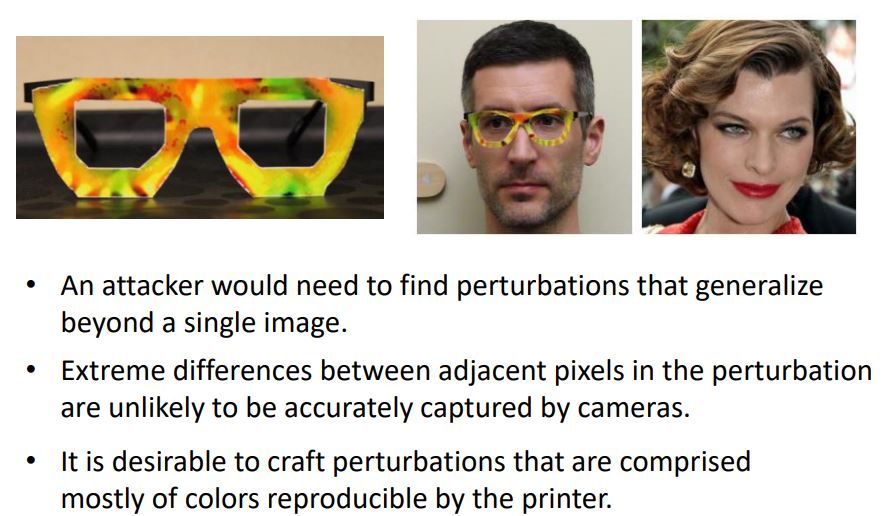 • An attacker would need to find perturbations that generalize
beyond a single image.
• Extreme differences between adjacent pixels in the perturbation
are unlikely to be accurately captured by cameras.
• It is desirable to craft perturbations that are comprised
mostly of colors reproducible by the printer.